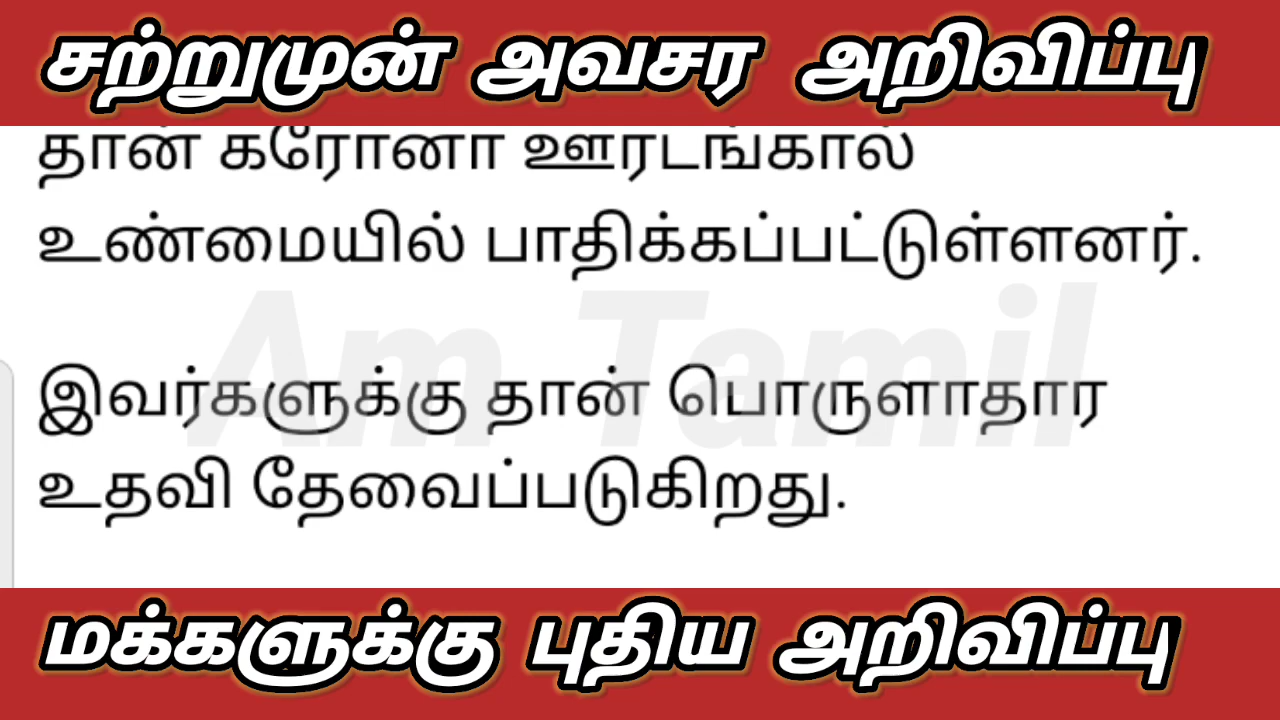 சற்றுமுன் அவசர அறிவிப்பு
தான் கரோனா ஊரடங்கால்
உண்மையில் பாதிக்கப்பட்டுள்ளனர்.
Am Tamil
இவர்களுக்கு தான் பொருளாதார
உதவி தேவைப்படுகிறது.
மக்களுக்கு புதிய அறிவிப்பு